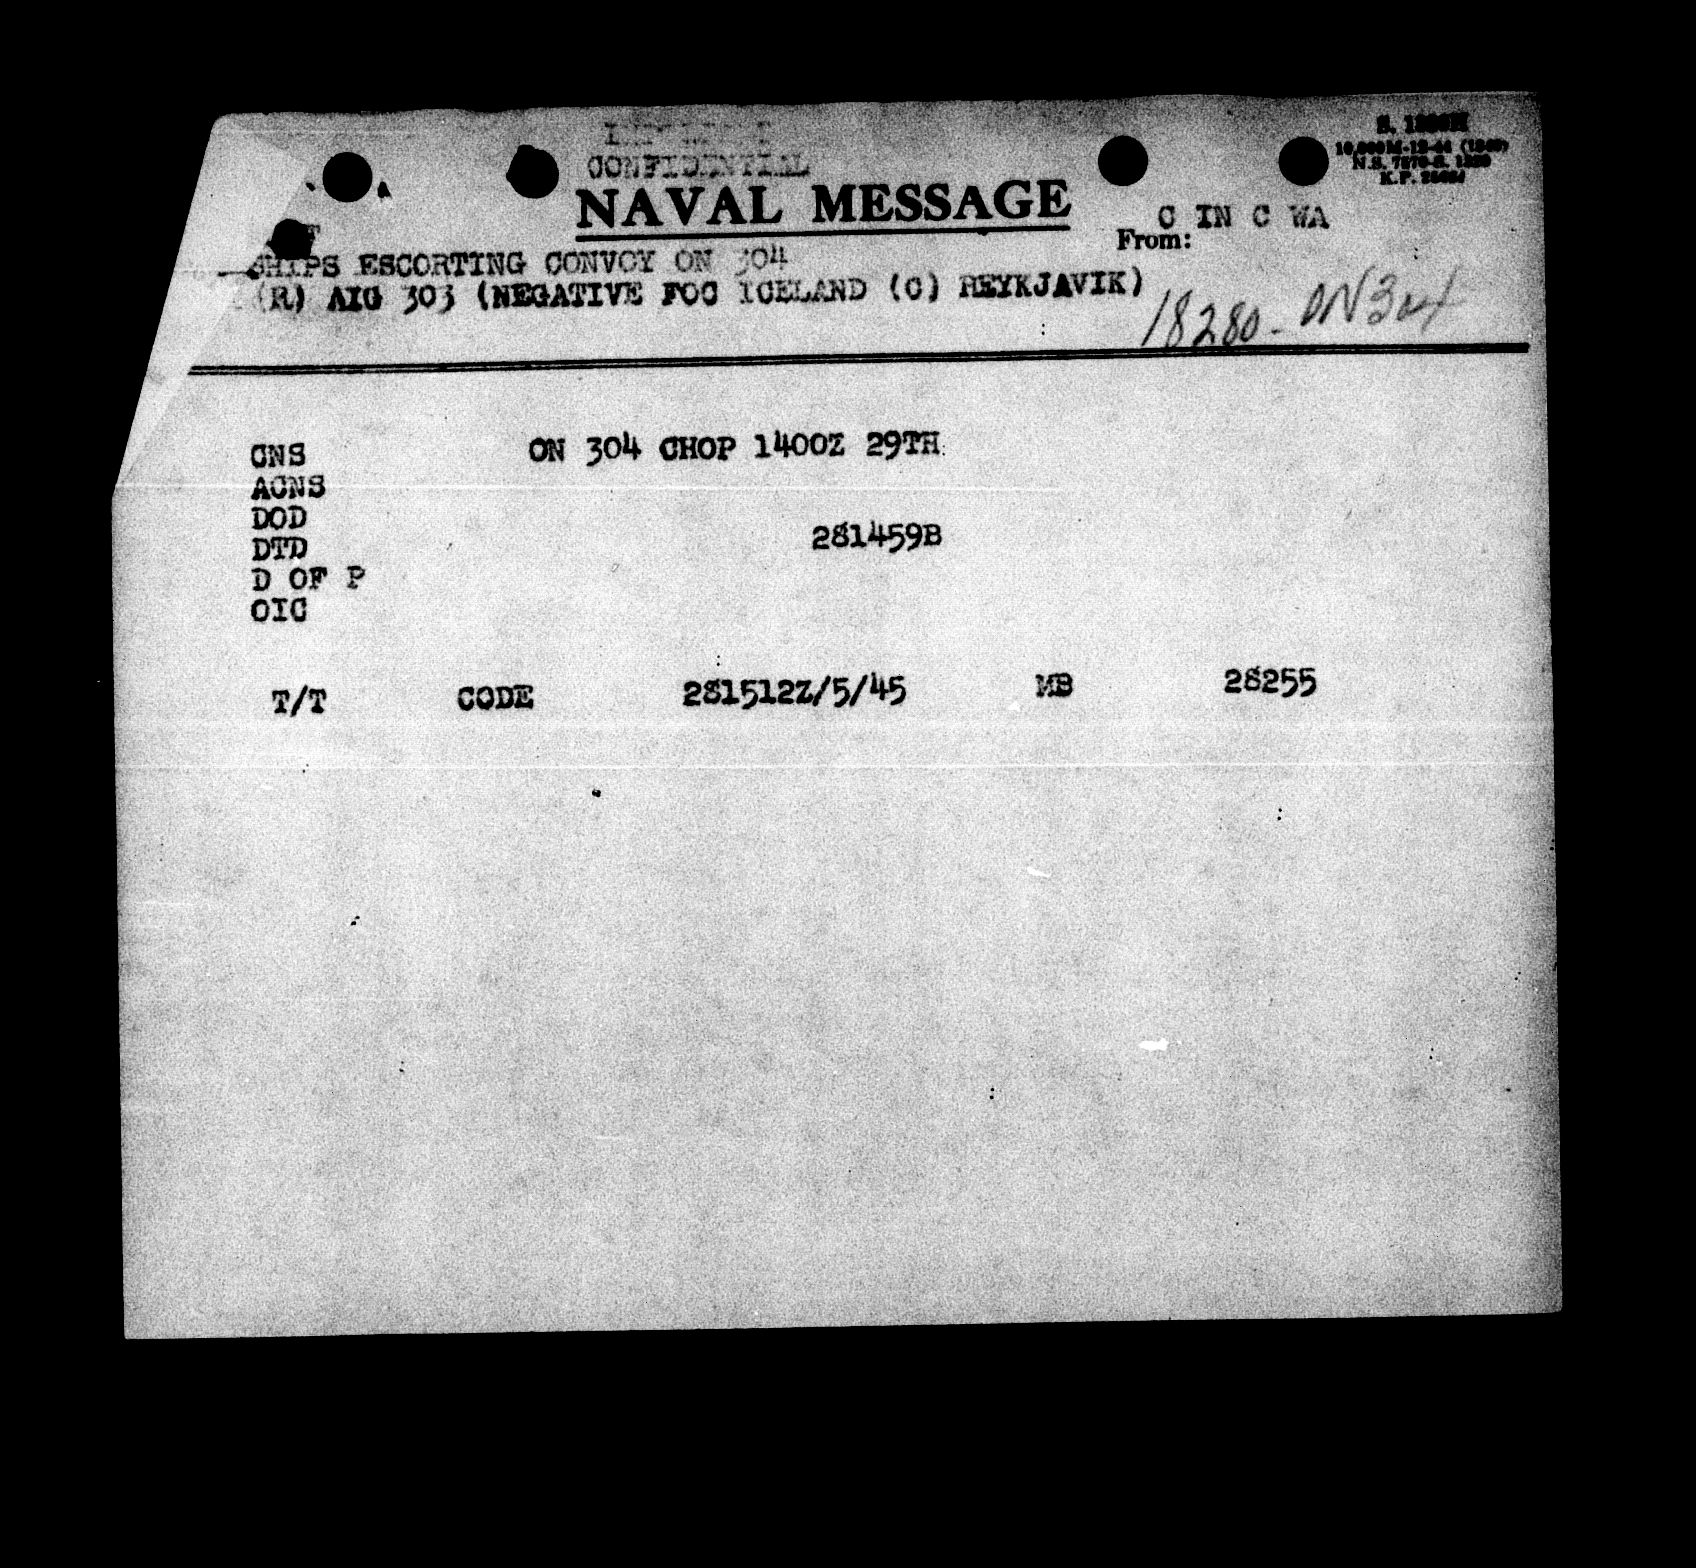 CONFIDENTIAL
NAVAL MESSAGE
C IN C WA
From:
SHIPS ESCORTING CONVOY ON 304
(R) AIG 303 (NEGATIVE FOC ICELAND (C) REYKJAVIK)
18280 - ON 304
CNS ON 304 CHOP 1400Z 29TH
ACNS
DOD
DTD 281459B
D OF P
OIC
T/T CODE 281512Z/5/45 MB 28255